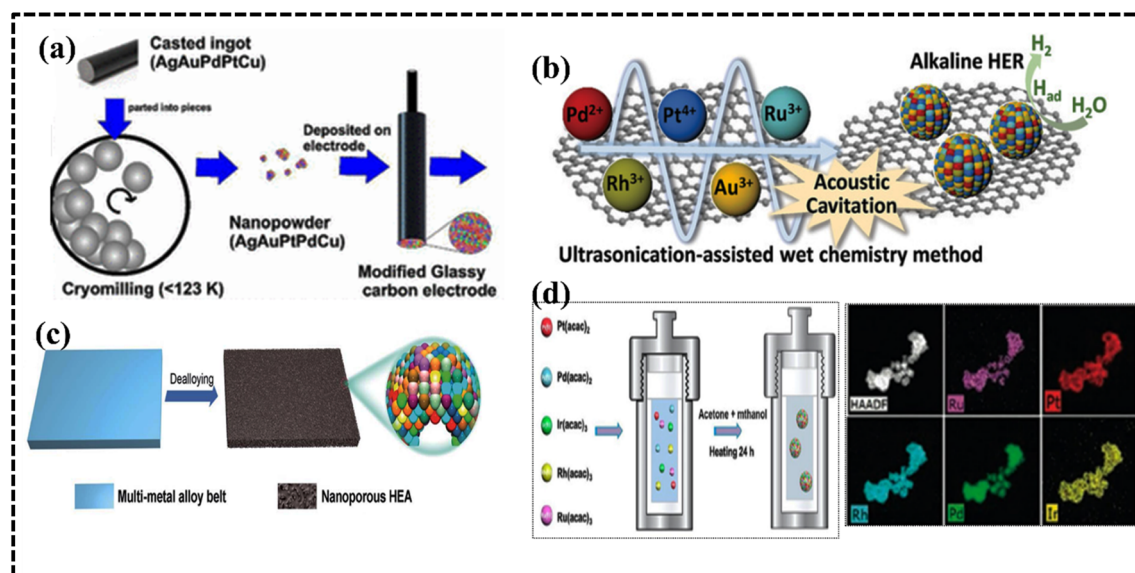 (a)
Casted ingot
(AgAuPdPtCu)
parted into pieces
Deposited on
electrode
Nanopowder
(AgAuPtPdCu)
Cryomilling (<123 K)
Modified Glassy
carbon electrode
(b)
Alkaline HER
H2
Had
H2O
Pd2+
Pt4+
Ru3+
Rh3+
Au3+
Acoustic
Cavitation
Ultrasonication-assisted wet chemistry method
(c)
Dealloying
Multi-metal alloy belt
Nanoporous HEA
(d)
Pt(acac)2
Pd(acac)2
Ir(acac)3
Rh(acac)3
Ru(acac)3
Acetone + mthanol
Heating 24 h
HAADF
Ru
Pt
Rh
Pd
Ir